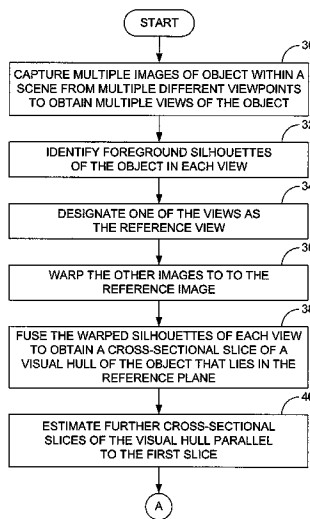 START
30
CAPTURE MULTIPLE IMAGES OF OBJECT WITHIN A
SCENE FROM MULTIPLE DIFFERENT VIEWPOINTS
TO OBTAIN MULTIPLE VIEWS OF THE OBJECT
32
IDENTIFY FOREGROUND SILHOUETTES
OF THE OBJECT IN EACH VIEW
34
DESIGNATE ONE OF THE VIEWS AS
THE REFERENCE VIEW
36
WARP THE OTHER IMAGES TO TO THE
REFERENCE IMAGE
38
FUSE THE WARPED SILHOUETTES OF EACH VIEW
TO OBTAIN A CROSS-SECTIONAL SLICE OF A
VISUAL HULL OF THE OBJECT THAT LIES IN THE
REFERENCE PLANE
40
ESTIMATE FURTHER CROSS-SECTIONAL
SLICES OF THE VISUAL HULL PARALLEL
TO THE FIRST SLICE
A